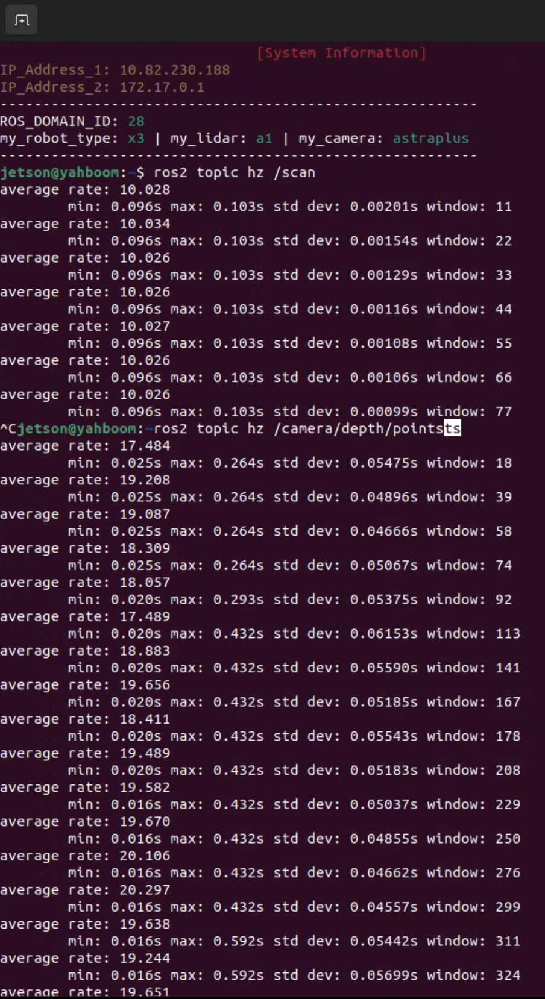 [System Information]
IP_Address_1: 10.82.230.188
IP_Address_2: 172.17.0.1
--------------------------------------------------------
ROS_DOMAIN_ID: 28
my_robot_type: x3 | my_lidar: a1 | my_camera: astraplus
--------------------------------------------------------
jetson@yahboom:~$ ros2 topic hz /scan
average rate: 10.028
min: 0.096s max: 0.103s std dev: 0.00201s window: 11
average rate: 10.034
min: 0.096s max: 0.103s std dev: 0.00154s window: 22
average rate: 10.026
min: 0.096s max: 0.103s std dev: 0.00129s window: 33
average rate: 10.026
min: 0.096s max: 0.103s std dev: 0.00116s window: 44
average rate: 10.027
min: 0.096s max: 0.103s std dev: 0.00108s window: 55
average rate: 10.026
min: 0.096s max: 0.103s std dev: 0.00106s window: 66
average rate: 10.026
min: 0.096s max: 0.103s std dev: 0.00099s window: 77
^Cjetson@yahboom:~ros2 topic hz /camera/depth/pointsts
average rate: 17.484
min: 0.025s max: 0.264s std dev: 0.05475s window: 18
average rate: 19.208
min: 0.025s max: 0.264s std dev: 0.04896s window: 39
average rate: 19.087
min: 0.025s max: 0.264s std dev: 0.04666s window: 58
average rate: 18.309
min: 0.025s max: 0.264s std dev: 0.05067s window: 74
average rate: 18.057
min: 0.020s max: 0.293s std dev: 0.05375s window: 92
average rate: 17.489
min: 0.020s max: 0.432s std dev: 0.06153s window: 113
average rate: 18.883
min: 0.020s max: 0.432s std dev: 0.05590s window: 141
average rate: 19.656
min: 0.020s max: 0.432s std dev: 0.05185s window: 167
average rate: 18.411
min: 0.020s max: 0.432s std dev: 0.05543s window: 178
average rate: 19.489
min: 0.020s max: 0.432s std dev: 0.05183s window: 208
average rate: 19.582
min: 0.016s max: 0.432s std dev: 0.05037s window: 229
average rate: 19.670
min: 0.016s max: 0.432s std dev: 0.04855s window: 250
average rate: 20.106
min: 0.016s max: 0.432s std dev: 0.04662s window: 276
average rate: 20.297
min: 0.016s max: 0.432s std dev: 0.04557s window: 299
average rate: 19.638
min: 0.016s max: 0.592s std dev: 0.05442s window: 311
average rate: 19.244
min: 0.016s max: 0.592s std dev: 0.05699s window: 324
average rate: 19.651